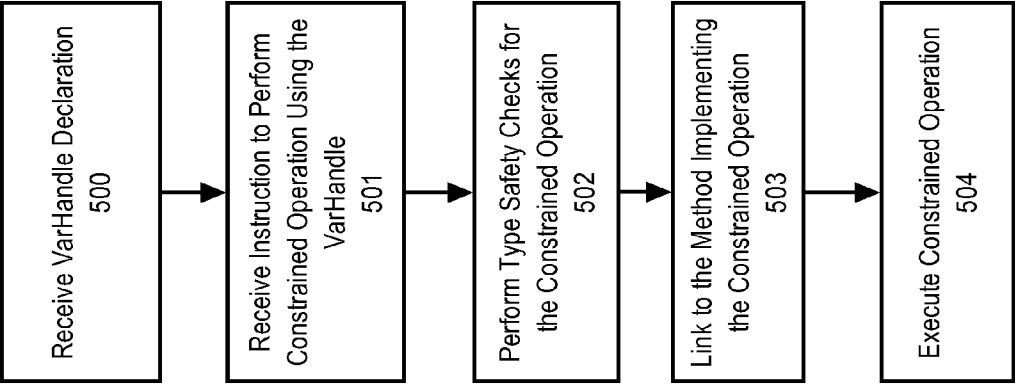 Receive VarHandle Declaration
500
Receive Instruction to Perform
Constrained Operation Using the
VarHandle
501
Perform Type Safety Checks for
the Constrained Operation
502
Link to the Method Implementing
the Constrained Operation
503
Execute Constrained Operation
504